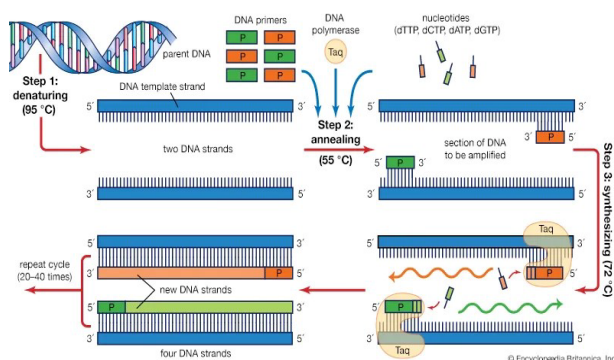 parent DNA
Step 1:
denaturing
(95 °C)
DNA primers
P P
P P
P P
DNA
polymerase
Taq
nucleotides
(dTTP, dCTP, dATP, dGTP)
DNA template strand
5′ 3′
two DNA strands
3′ 5′
Step 2:
annealing
(55 °C)
5′ 3′
3′ P 5′
section of DNA
to be amplified
5′ P 3′
3′ 5′
Step 3: synthesizing (72 °C)
5′ 3′
Taq
3′ P 5′
5′ P 3′
3′ 5′
Taq
5′ 3′
3′ P 5′
new DNA strands
5′ P 3′
3′ 5′
four DNA strands
repeat cycle
(20–40 times)
© Encyclopædia Britannica, Inc.